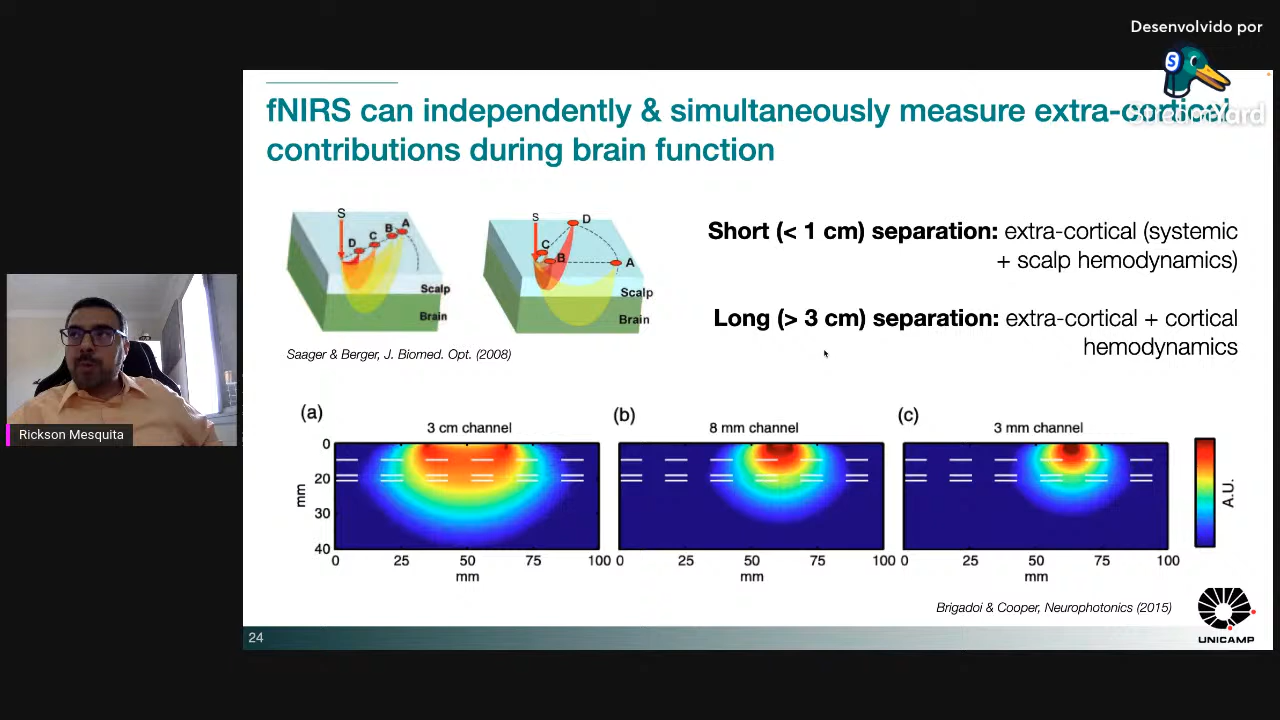 Desenvolvido por
StreamYard
fNIRS can independently & simultaneously measure extra-cortical
contributions during brain function
S
D
C
B
A
Scalp
Brain
S
D
C
B
A
Scalp
Brain
Saager & Berger, J. Biomed. Opt. (2008)
Short (< 1 cm) separation: extra-cortical (systemic
+ scalp hemodynamics)
Long (> 3 cm) separation: extra-cortical + cortical
hemodynamics
Rickson Mesquita
(a)
3 cm channel
(b)
8 mm channel
(c)
3 mm channel
0
20
30
40
mm
0 25 50 75 100
mm
0 25 50 75 100
mm
0 25 50 75 100
mm
A.U.
Brigadoi & Cooper, Neurophotonics (2015)
24
UNICAMP